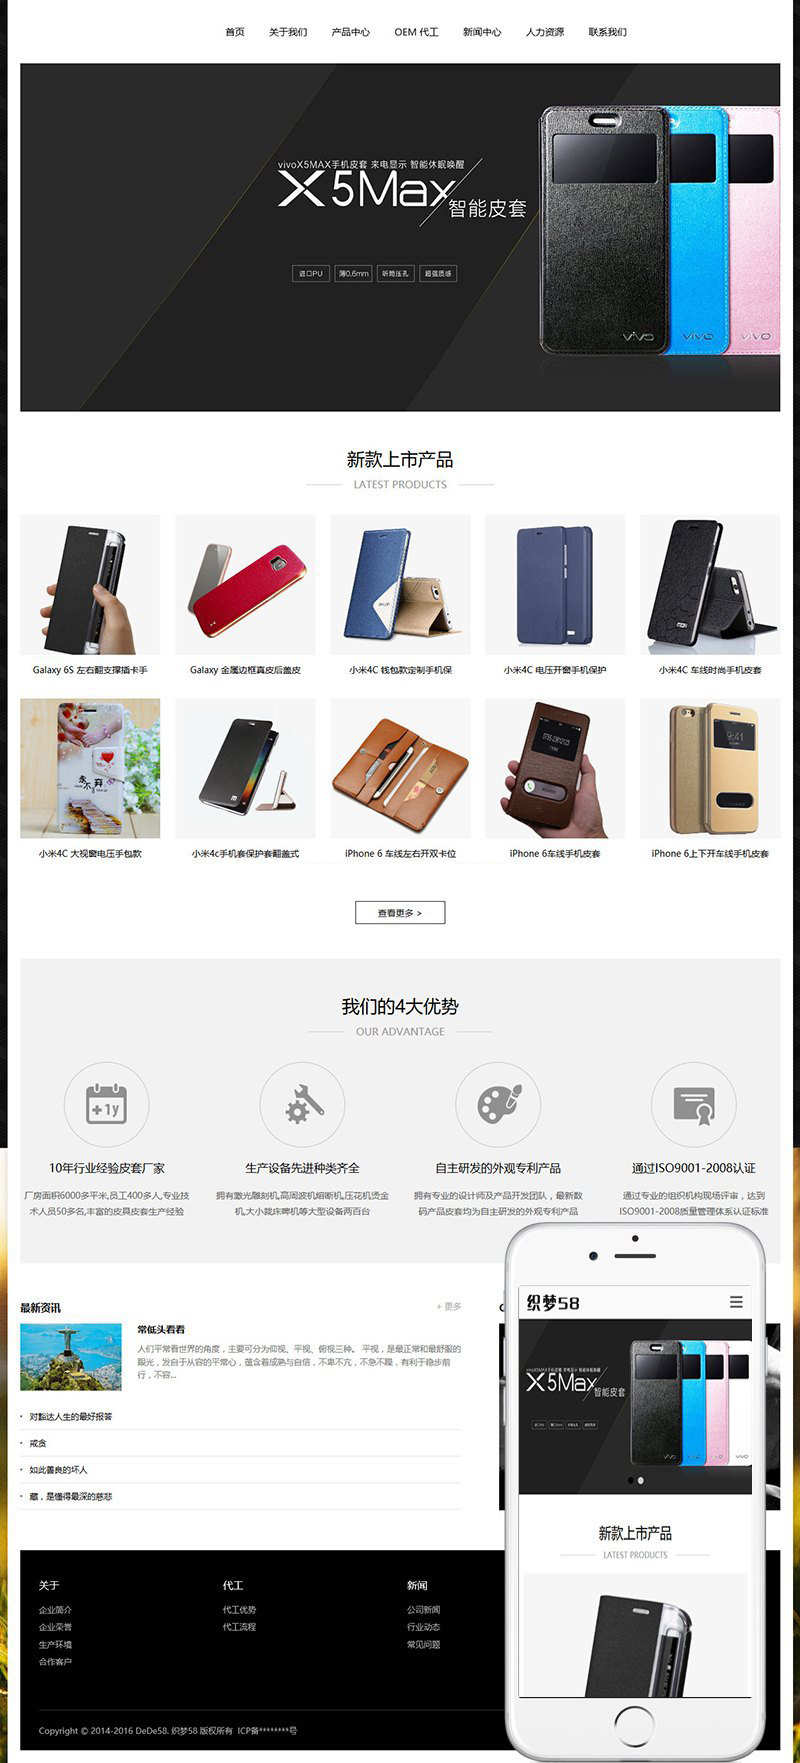 首页 关于我们 产品中心 OEM 代工 新闻中心 人力资源 联系我们
vivoX5MAX手机皮套 来电显示 智能休眠唤醒
X5Max
智能皮套
进口PU 薄0.6mm 听筒压孔 超强质感
vivo vivo vivo
新款上市产品
LATEST PRODUCTS
Galaxy 6S 左右翻支撑插卡手
Galaxy 金属边框真皮后盖皮
小米4C 钱包款定制手机保
小米4C 电压开窗手机保护
小米4C 车线时尚手机皮套
小米4C 大视窗电压手包款
小米4c手机套保护套翻盖式
iPhone 6 车线左右开双卡位
iPhone 6车线手机皮套
iPhone 6上下开车线手机皮套
查看更多 >
我们的4大优势
OUR ADVANTAGE
+1y
10年行业经验皮套厂家
厂房面积6000多平米,员工400多人,专业技
术人员50多名,丰富的皮具皮套生产经验
生产设备先进种类齐全
拥有激光雕刻机,高周波机熔断机,压花机烫金
机,大小裁床啤机等大型设备两百台
自主研发的外观专利产品
拥有专业的设计师及产品开发团队，最新数
码产品皮套均为自主研发的外观专利产品
通过ISO9001-2008认证
通过专业的组织机构现场评审，达到
ISO9001-2008质量管理体系认证标准
最新资讯
+ 更多
常低头看看
人们平常看世界的角度，主要可分为仰视、平视、俯视三种。 平视，是最正常和最舒服的
眼光，发自于从容的平常心，蕴含着成熟与自信，不卑不亢，不急不躁，有利于稳步前
行，不容...
对豁达人生的最好报答
戒贪
如此善良的坏人
藏，是懂得最深的慈悲
织梦58
X5Max
智能皮套
新款上市产品
LATEST PRODUCTS
关于
企业简介
企业荣誉
生产环境
合作客户
代工
代工优势
代工流程
新闻
公司新闻
行业动态
常见问题
Copyright © 2014-2016 DeDe58. 织梦58 版权所有 ICP备********号